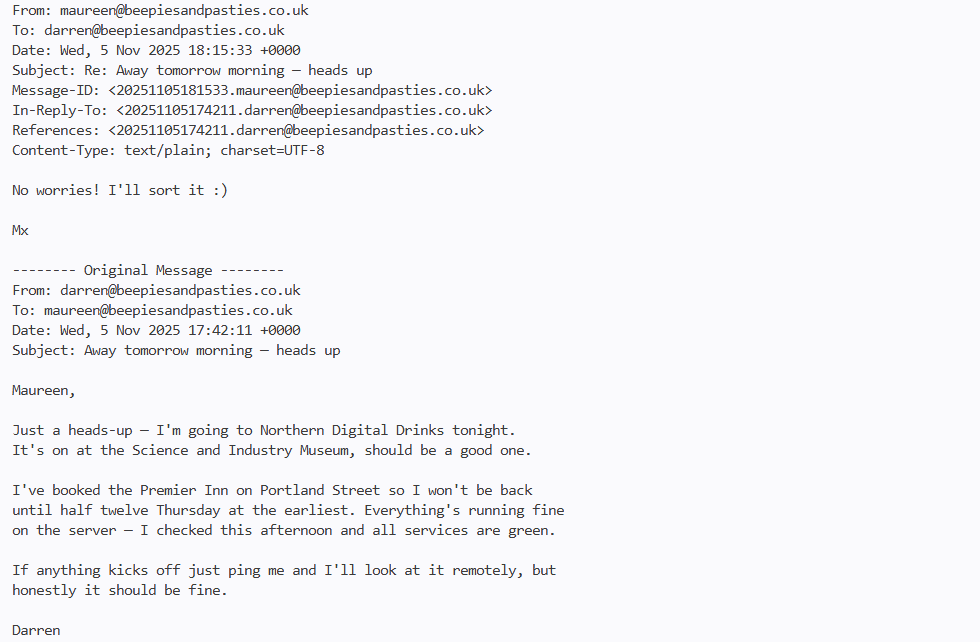 From: maureen@beepiesandpasties.co.uk
To: darren@beepiesandpasties.co.uk
Date: Wed, 5 Nov 2025 18:15:33 +0000
Subject: Re: Away tomorrow morning — heads up
Message-ID: <20251105181533.maureen@beepiesandpasties.co.uk>
In-Reply-To: <20251105174211.darren@beepiesandpasties.co.uk>
References: <20251105174211.darren@beepiesandpasties.co.uk>
Content-Type: text/plain; charset=UTF-8

No worries! I'll sort it :)

Mx

-------- Original Message --------
From: darren@beepiesandpasties.co.uk
To: maureen@beepiesandpasties.co.uk
Date: Wed, 5 Nov 2025 17:42:11 +0000
Subject: Away tomorrow morning — heads up

Maureen,

Just a heads-up — I'm going to Northern Digital Drinks tonight.
It's on at the Science and Industry Museum, should be a good one.

I've booked the Premier Inn on Portland Street so I won't be back
until half twelve Thursday at the earliest. Everything's running fine
on the server — I checked this afternoon and all services are green.

If anything kicks off just ping me and I'll look at it remotely, but
honestly it should be fine.

Darren